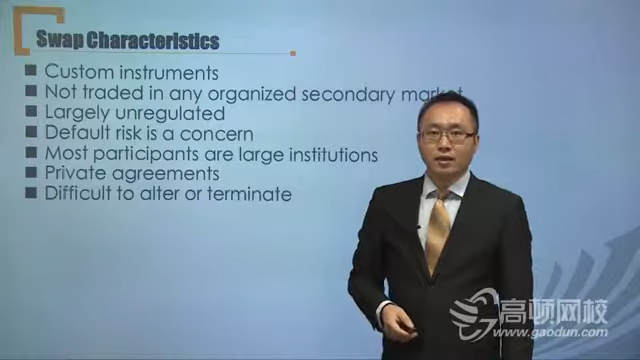 Swap Characteristics
Custom instruments
Not traded in any organized secondary market
Largely unregulated
Default risk is a concern
Most participants are large institutions
Private agreements
Difficult to alter or terminate
高顿网校
www.gaodun.com